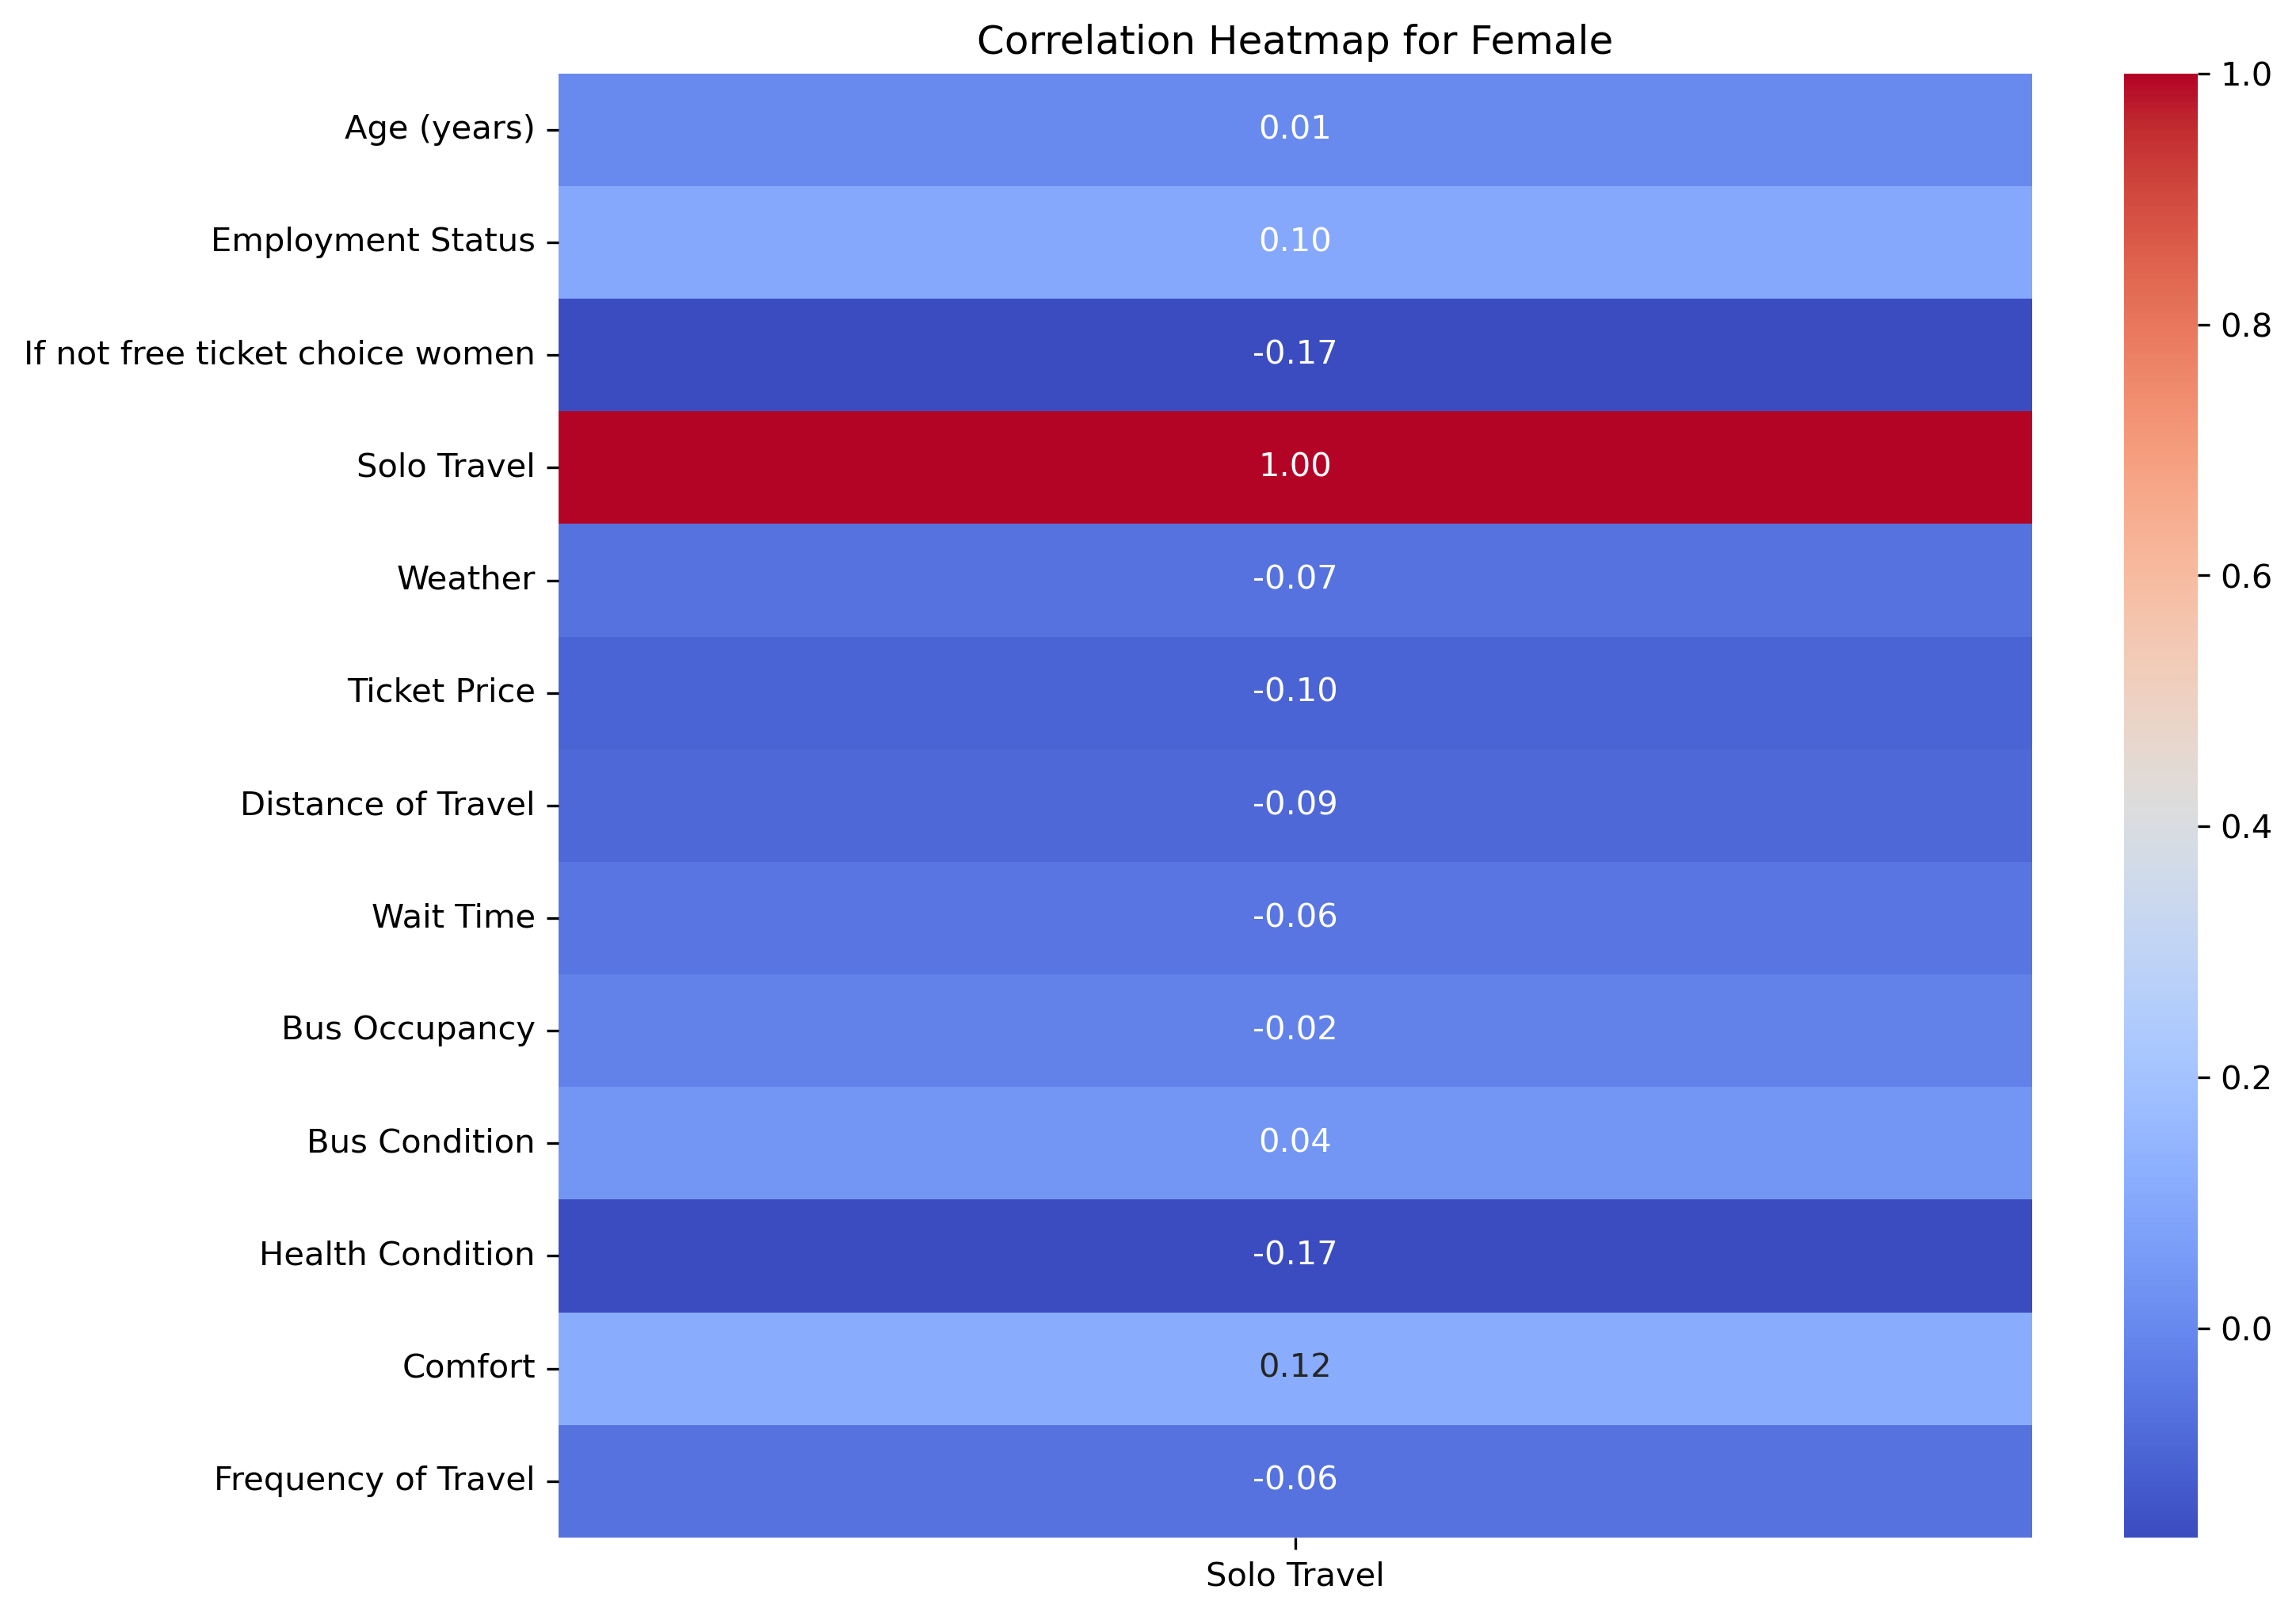 Correlation Heatmap for Female
Age (years) 0.01
Employment Status 0.10
If not free ticket choice women -0.17
Solo Travel 1.00
Weather -0.07
Ticket Price -0.10
Distance of Travel -0.09
Wait Time -0.06
Bus Occupancy -0.02
Bus Condition 0.04
Health Condition -0.17
Comfort 0.12
Frequency of Travel -0.06
Solo Travel
1.0
0.8
0.6
0.4
0.2
0.0